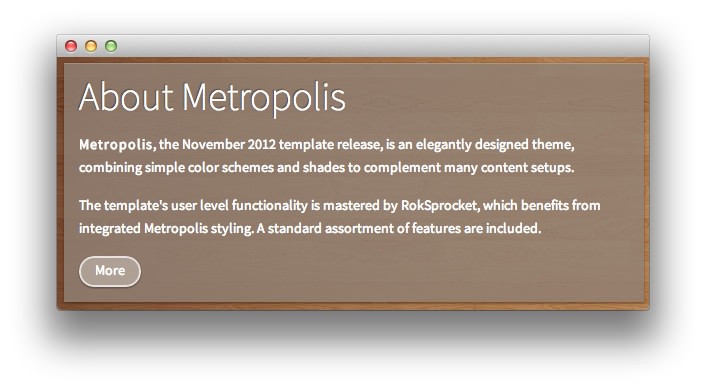 About Metropolis
Metropolis, the November 2012 template release, is an elegantly designed theme,
combining simple color schemes and shades to complement many content setups.
The template's user level functionality is mastered by RokSprocket, which benefits from
integrated Metropolis styling. A standard assortment of features are included.
More